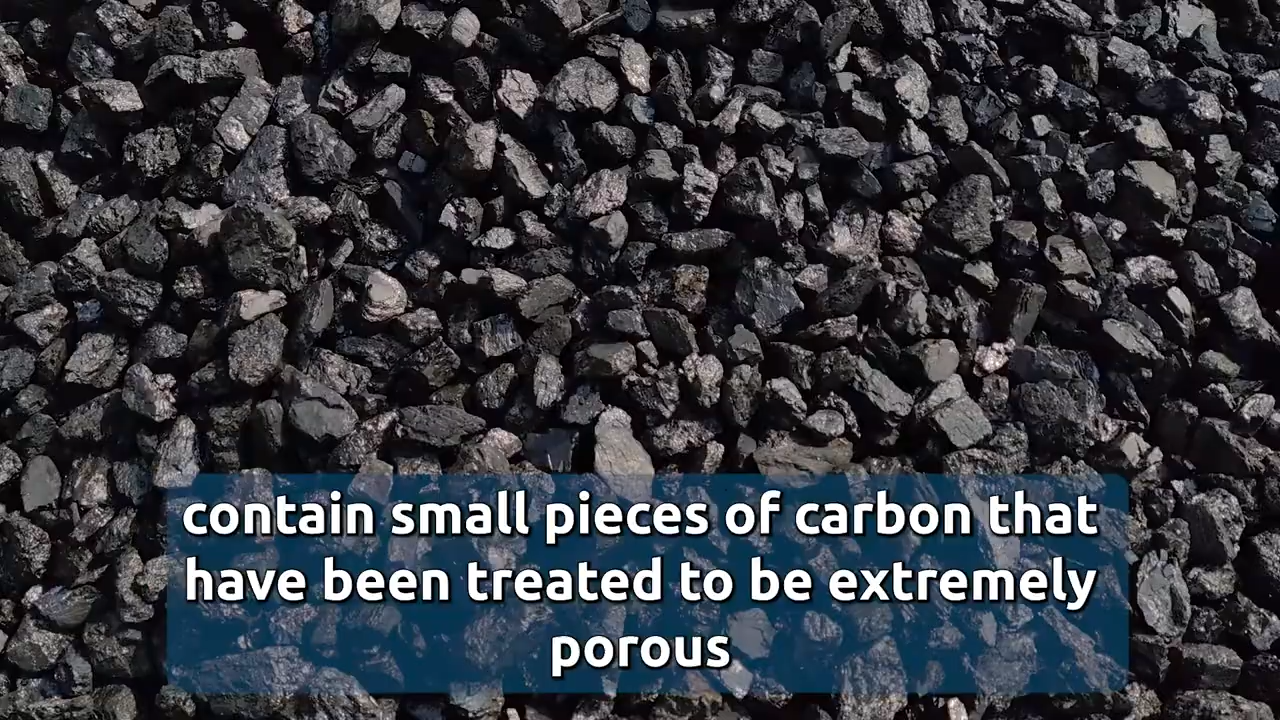 contain small pieces of carbon that
have been treated to be extremely
porous